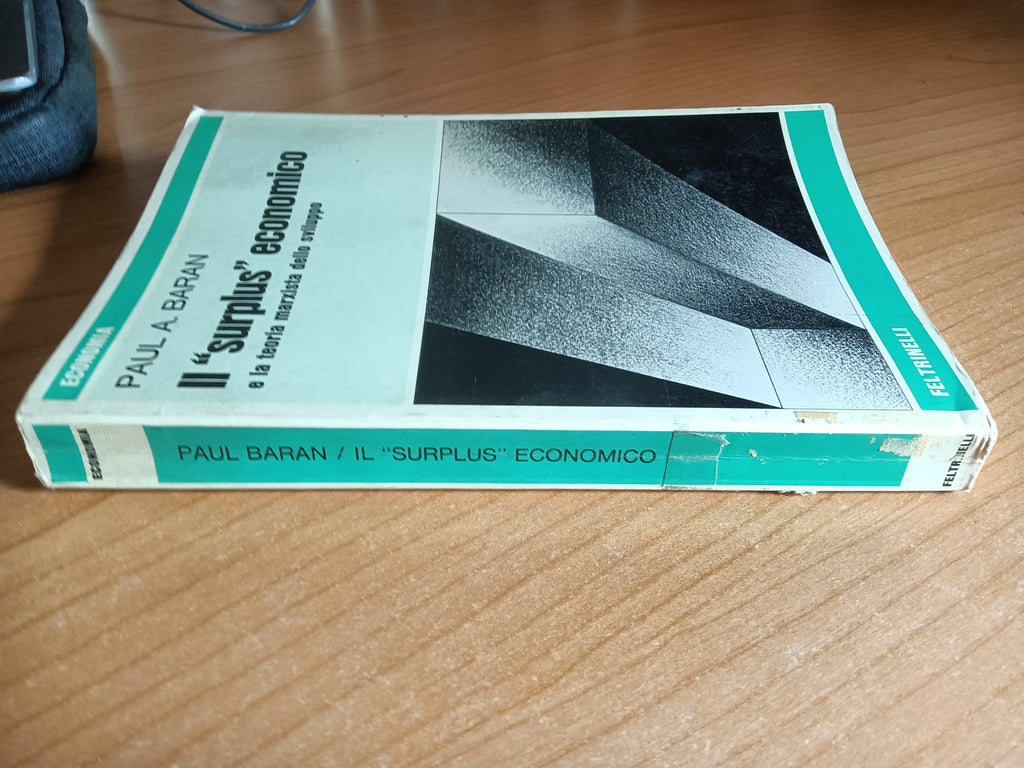 ECONOMIA
PAUL A. BARAN
Il “surplus” economico
e la teoria marxista dello sviluppo
FELTRINELLI
ECONOMIA
PAUL BARAN / IL “SURPLUS” ECONOMICO
FELTRINELLI